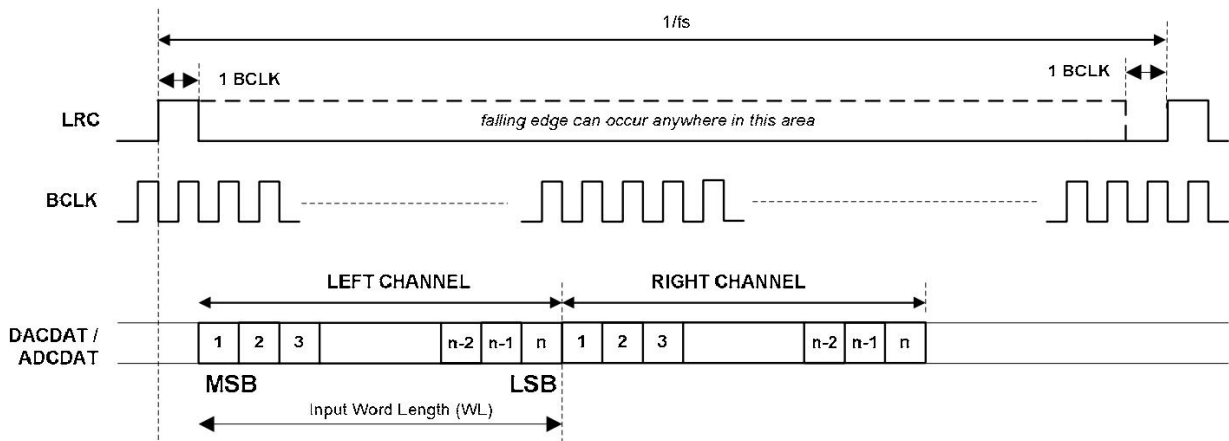 1/fs
1 BCLK
1 BCLK
LRC
falling edge can occur anywhere in this area
BCLK
LEFT CHANNEL
RIGHT CHANNEL
DACDAT /
ADCDAT
1 2 3 n-2 n-1 n 1 2 3 n-2 n-1 n
MSB LSB
Input Word Length (WL)